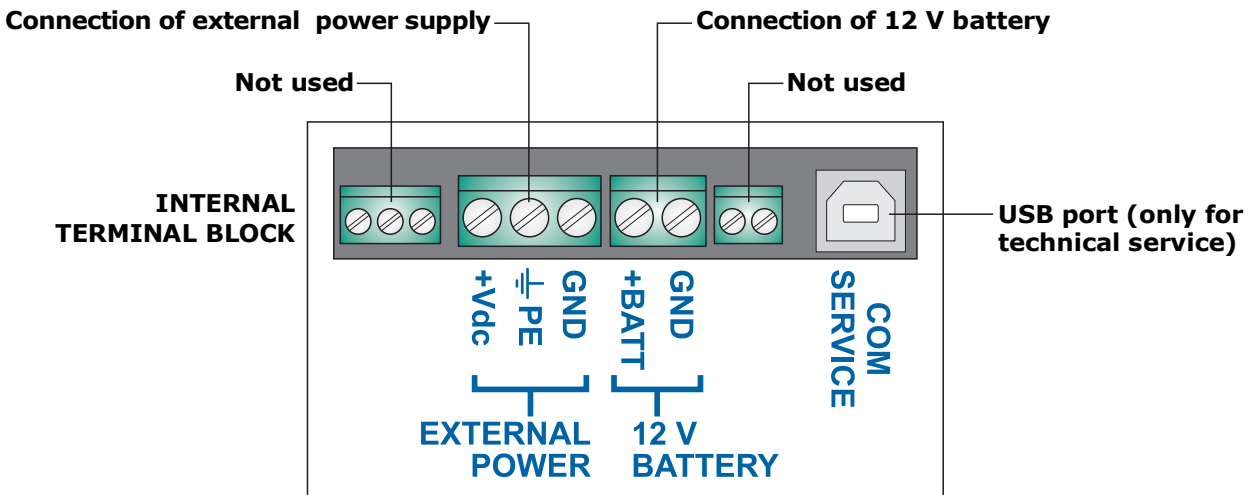 Connection of external power supply
Connection of 12 V battery
Not used
Not used
INTERNAL
TERMINAL BLOCK
USB port (only for
technical service)
+Vdc
PE
GND
+BATT
GND
COM
SERVICE
EXTERNAL
POWER
12 V
BATTERY